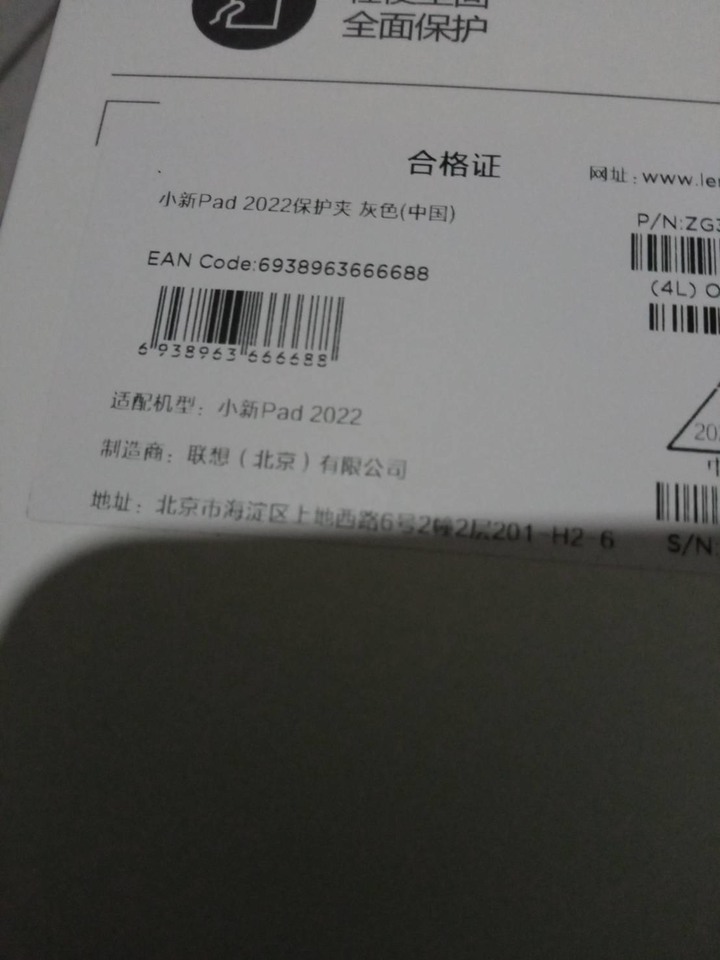 全面保护
合格证
网址：www.le
小新Pad 2022保护夹 灰色(中国)
P/N:ZG3
EAN Code:6938963666688
(4L) O
6 938963 666688
适配机型：小新Pad 2022
202
制造商：联想（北京）有限公司
地址：北京市海淀区上地西路6号2幢2层201-H2-6
S/N: